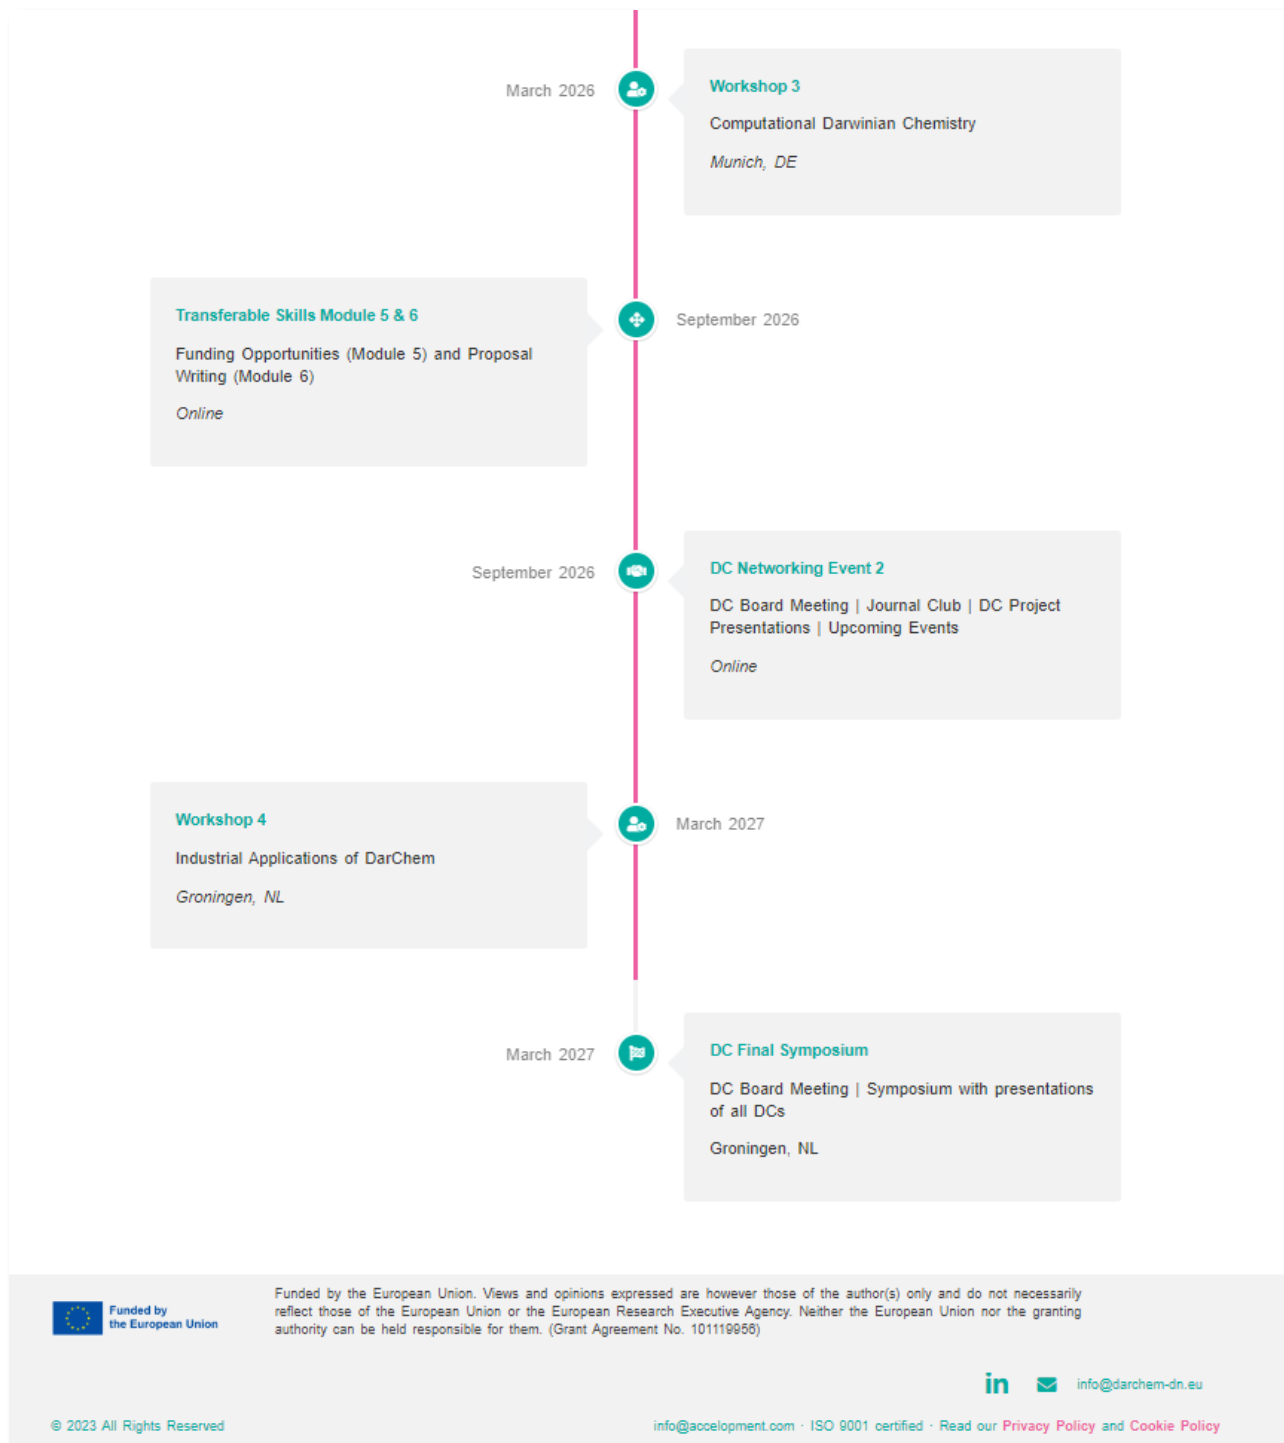 March 2026
Workshop 3
Computational Darwinian Chemistry
Munich, DE
Transferable Skills Module 5 & 6
Funding Opportunities (Module 5) and Proposal
Writing (Module 6)
Online
September 2026
September 2026
DC Networking Event 2
DC Board Meeting | Journal Club | DC Project
Presentations | Upcoming Events
Online
Workshop 4
Industrial Applications of DarChem
Groningen, NL
March 2027
March 2027
DC Final Symposium
DC Board Meeting | Symposium with presentations
of all DCs
Groningen, NL
Funded by
the European Union
Funded by the European Union. Views and opinions expressed are however those of the author(s) only and do not necessarily
reflect those of the European Union or the European Research Executive Agency. Neither the European Union nor the granting
authority can be held responsible for them. (Grant Agreement No. 101119956)
in
info@darchem-dn.eu
© 2023 All Rights Reserved
info@accelopment.com · ISO 9001 certified · Read our Privacy Policy and Cookie Policy